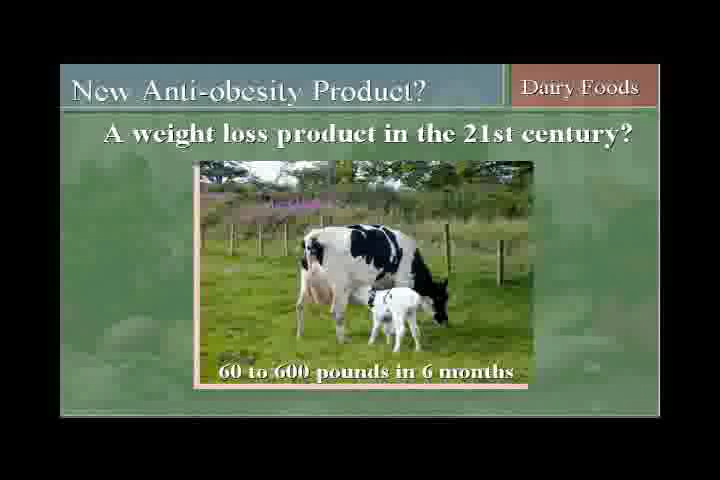 New Anti-obesity Product?
Dairy Foods
A weight loss product in the 21st century?
60 to 600 pounds in 6 months